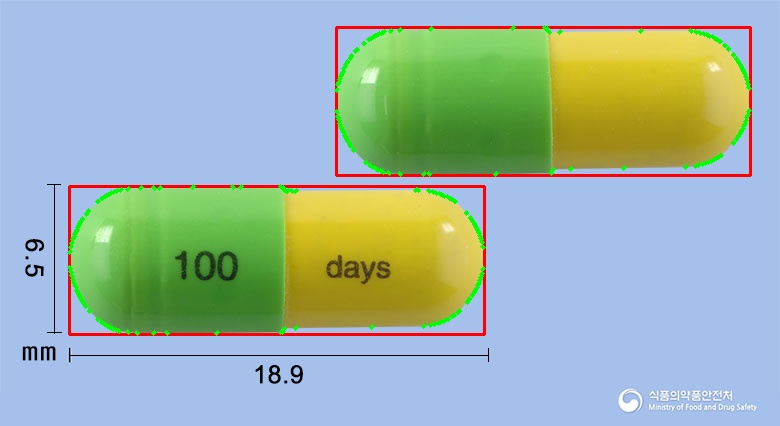 100 days
6.5
mm
18.9
식품의약품안전처
Ministry of Food and Drug Safety